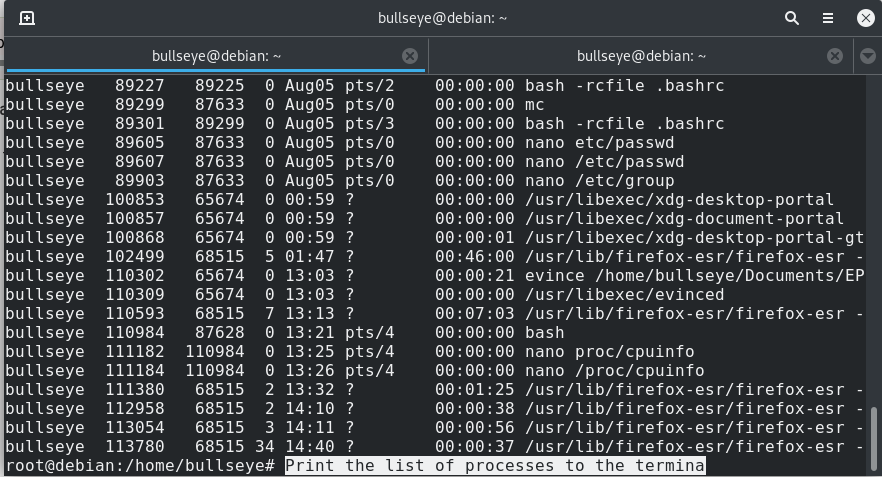 bullseye@debian: ~
bullseye@debian: ~ bullseye@debian: ~
bullseye 89227 89225 0 Aug05 pts/2 00:00:00 bash -rcfile .bashrc
bullseye 89299 87633 0 Aug05 pts/0 00:00:00 mc
bullseye 89301 89299 0 Aug05 pts/3 00:00:00 bash -rcfile .bashrc
bullseye 89605 87633 0 Aug05 pts/0 00:00:00 nano etc/passwd
bullseye 89607 87633 0 Aug05 pts/0 00:00:00 nano /etc/passwd
bullseye 89903 87633 0 Aug05 pts/0 00:00:00 nano /etc/group
bullseye 100853 65674 0 00:59 ? 00:00:00 /usr/libexec/xdg-desktop-portal
bullseye 100857 65674 0 00:59 ? 00:00:00 /usr/libexec/xdg-document-portal
bullseye 100868 65674 0 00:59 ? 00:00:01 /usr/libexec/xdg-desktop-portal-gt
bullseye 102499 68515 5 01:47 ? 00:46:00 /usr/lib/firefox-esr/firefox-esr -
bullseye 110302 65674 0 13:03 ? 00:00:21 evince /home/bullseye/Documents/EP
bullseye 110309 65674 0 13:03 ? 00:00:00 /usr/libexec/evinced
bullseye 110593 68515 7 13:13 ? 00:07:03 /usr/lib/firefox-esr/firefox-esr -
bullseye 110984 87628 0 13:21 pts/4 00:00:00 bash
bullseye 111182 110984 0 13:25 pts/4 00:00:00 nano proc/cpuinfo
bullseye 111184 110984 0 13:26 pts/4 00:00:00 nano /proc/cpuinfo
bullseye 111380 68515 2 13:32 ? 00:01:25 /usr/lib/firefox-esr/firefox-esr -
bullseye 112958 68515 2 14:10 ? 00:00:38 /usr/lib/firefox-esr/firefox-esr -
bullseye 113054 68515 3 14:11 ? 00:00:56 /usr/lib/firefox-esr/firefox-esr -
bullseye 113780 68515 34 14:40 ? 00:00:37 /usr/lib/firefox-esr/firefox-esr -
root@debian:/home/bullseye# Print the list of processes to the termina